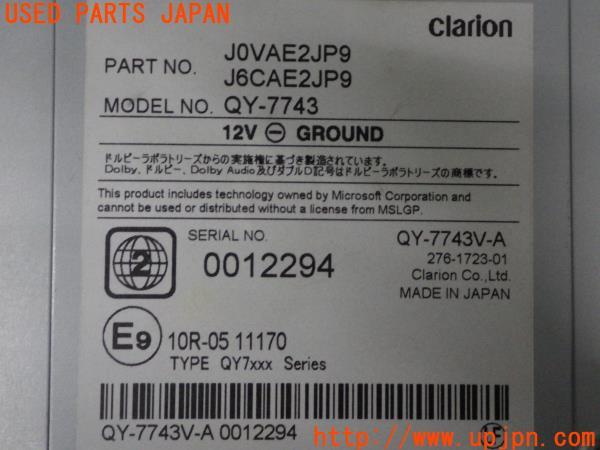 USED PARTS JAPAN
clarion
PART NO. J0VAE2JP9
J6CAE2JP9
MODEL NO. QY-7743
12V ⊖ GROUND
ドルビーラボラトリーズからの実施権に基づき製造されています。
Dolby、ドルビー、Dolby Audio及びダブルD記号はドルビーラボラトリーズの商標です。
This product includes technology owned by Microsoft Corporation and
cannot be used or distributed without a license from MSLGP.
2
SERIAL NO.
0012294
QY-7743V-A
276-1723-01
Clarion Co.,Ltd.
MADE IN JAPAN
E9
10R-05 11170
TYPE QY7xxx Series
QY-7743V-A 0012294
http://www.upjpn.com